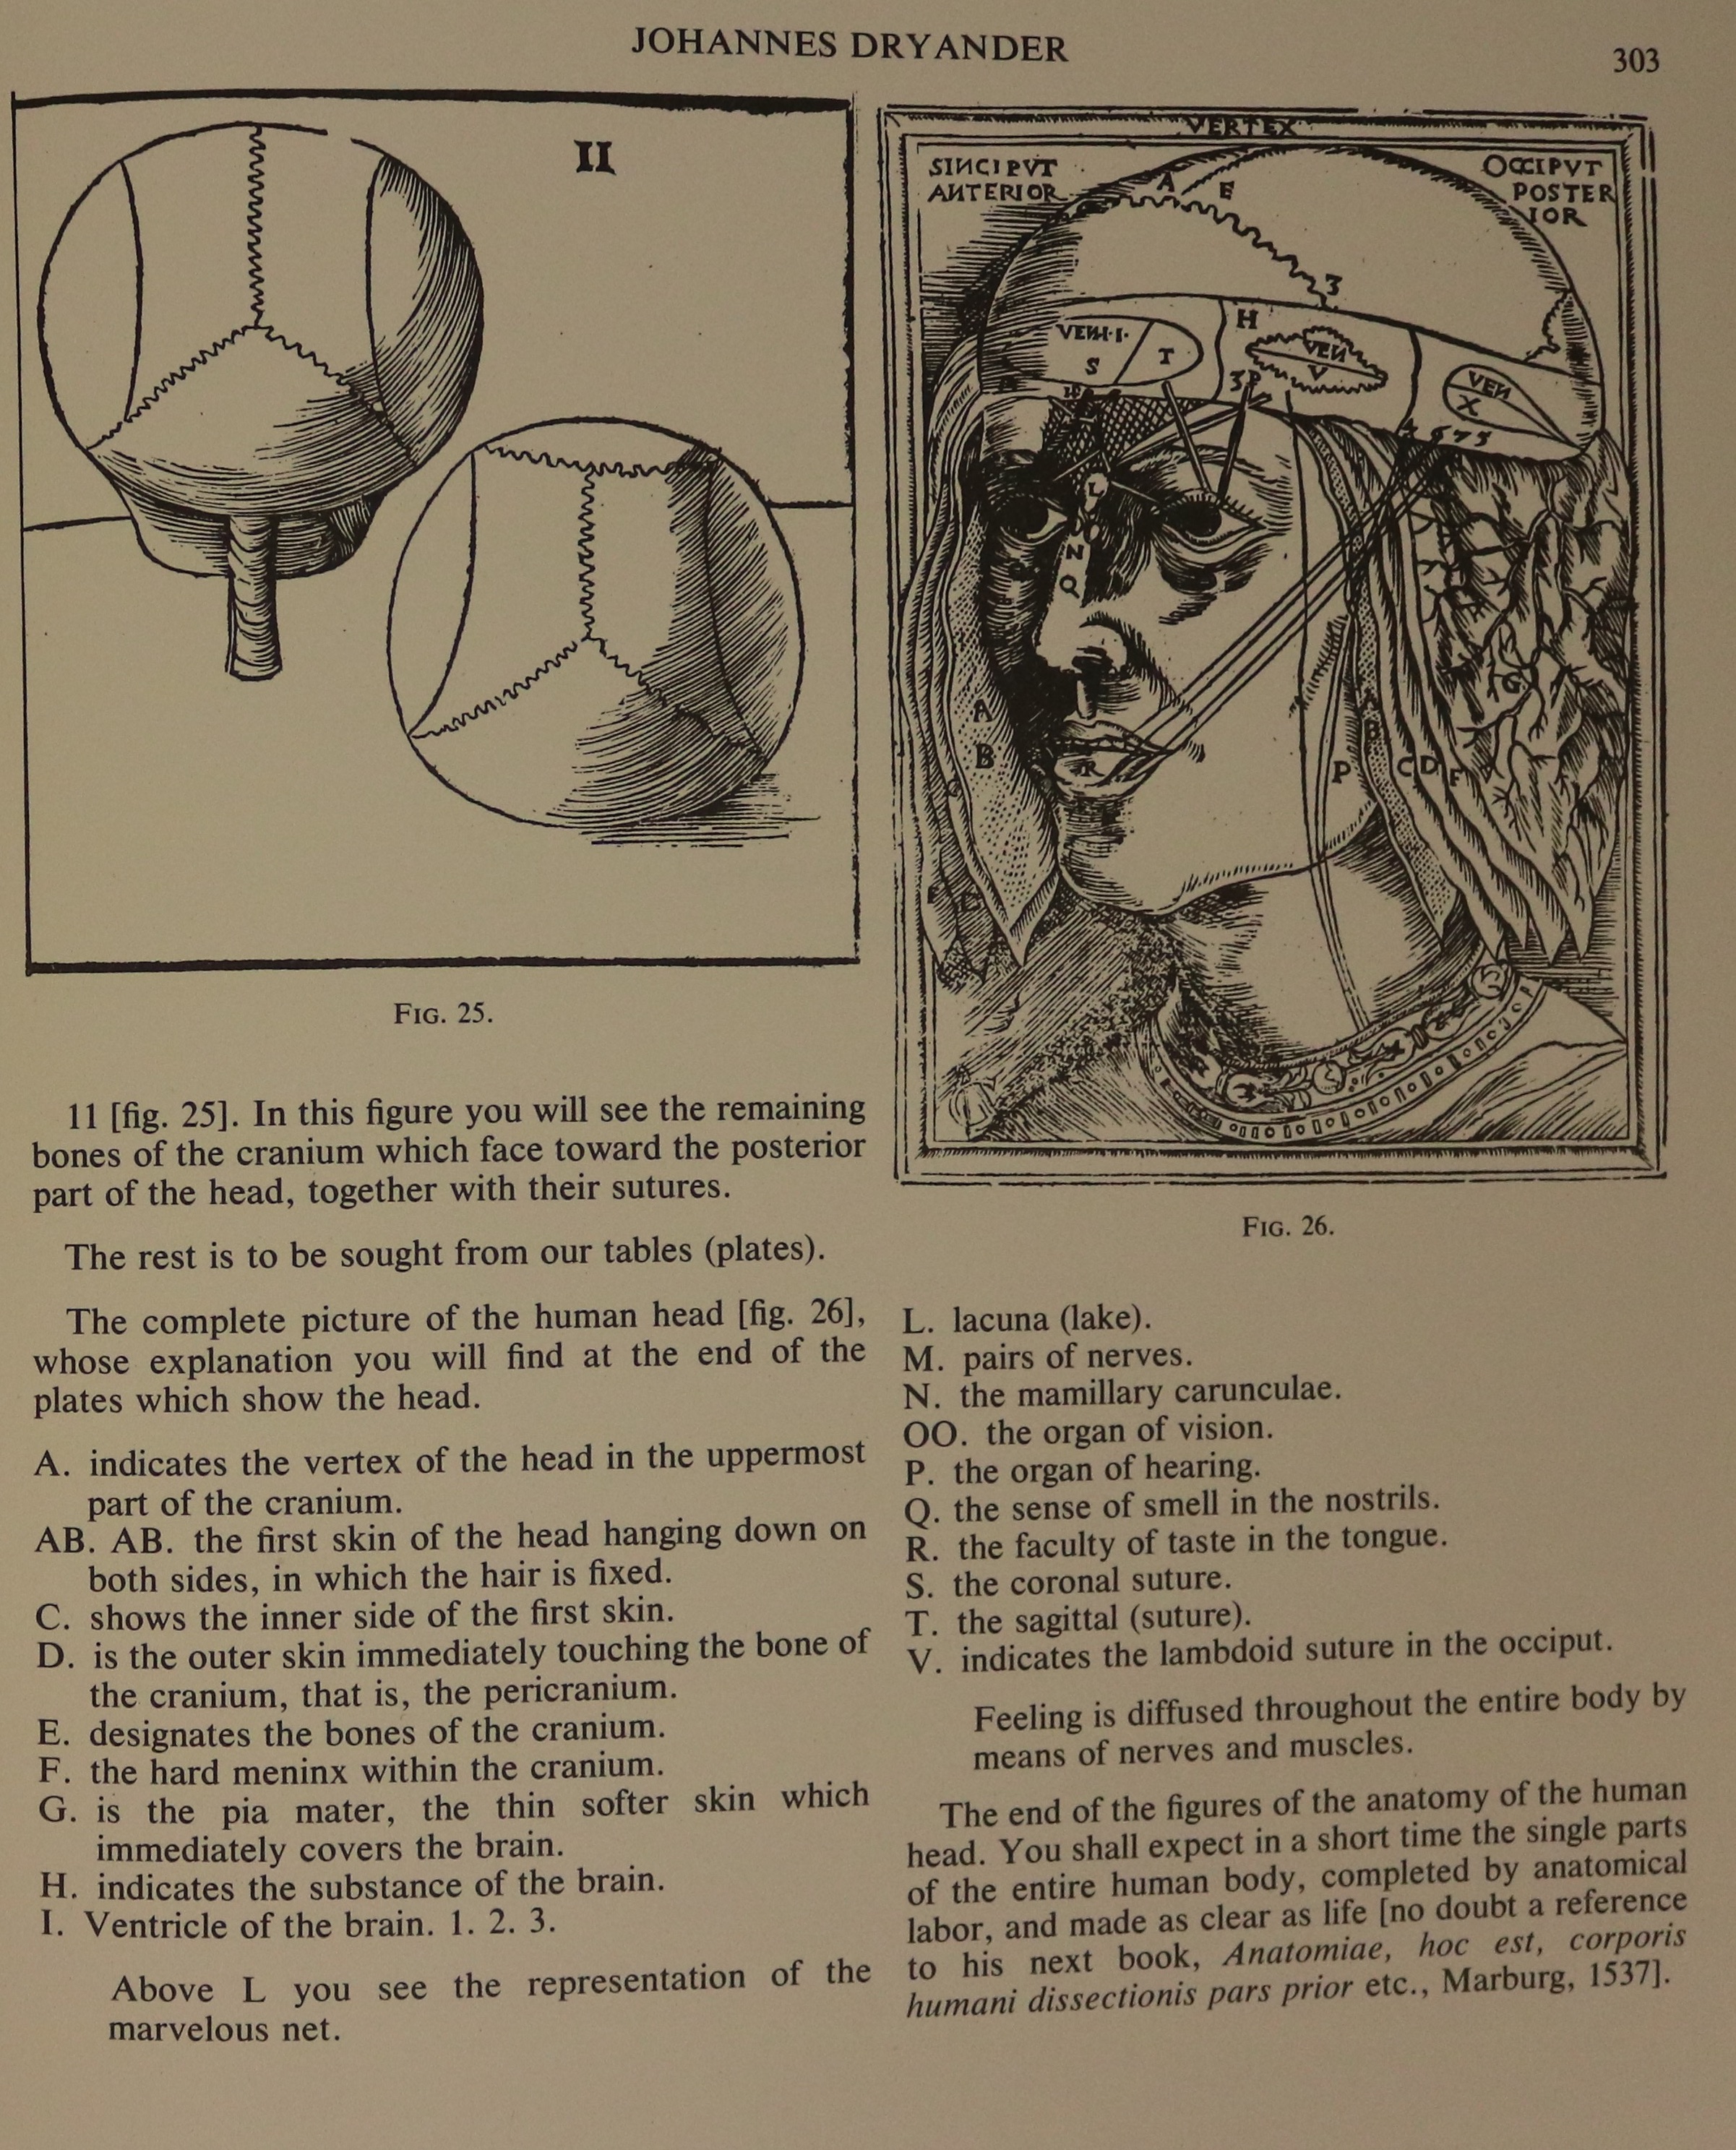 JOHANNES DRYANDER
303
II
FIG. 25.
11 [fig. 25]. In this figure you will see the remaining
bones of the cranium which face toward the posterior
part of the head, together with their sutures.
The rest is to be sought from our tables (plates).
The complete picture of the human head [fig. 26],
whose explanation you will find at the end of the
plates which show the head.
A. indicates the vertex of the head in the uppermost
part of the cranium.
AB. AB. the first skin of the head hanging down on
both sides, in which the hair is fixed.
C. shows the inner side of the first skin.
D. is the outer skin immediately touching the bone of
the cranium, that is, the pericranium.
E. designates the bones of the cranium.
F. the hard meninx within the cranium.
G. is the pia mater, the thin softer skin which
immediately covers the brain.
H. indicates the substance of the brain.
I. Ventricle of the brain. 1. 2. 3.
Above L you see the representation of the
marvelous net.
VERTEX
SINCIPVT
ANTERIOR
OCCIPVT
POSTER
IOR
A E
3
VEN·I·
S T
H
VEN
V
VEN
X
L
N
Q
A
B
R
P
C D F
G
FIG. 26.
L. lacuna (lake).
M. pairs of nerves.
N. the mamillary carunculae.
OO. the organ of vision.
P. the organ of hearing.
Q. the sense of smell in the nostrils.
R. the faculty of taste in the tongue.
S. the coronal suture.
T. the sagittal (suture).
V. indicates the lambdoid suture in the occiput.
Feeling is diffused throughout the entire body by
means of nerves and muscles.
The end of the figures of the anatomy of the human
head. You shall expect in a short time the single parts
of the entire human body, completed by anatomical
labor, and made as clear as life [no doubt a reference
to his next book, Anatomiae, hoc est, corporis
humani dissectionis pars prior etc., Marburg, 1537].